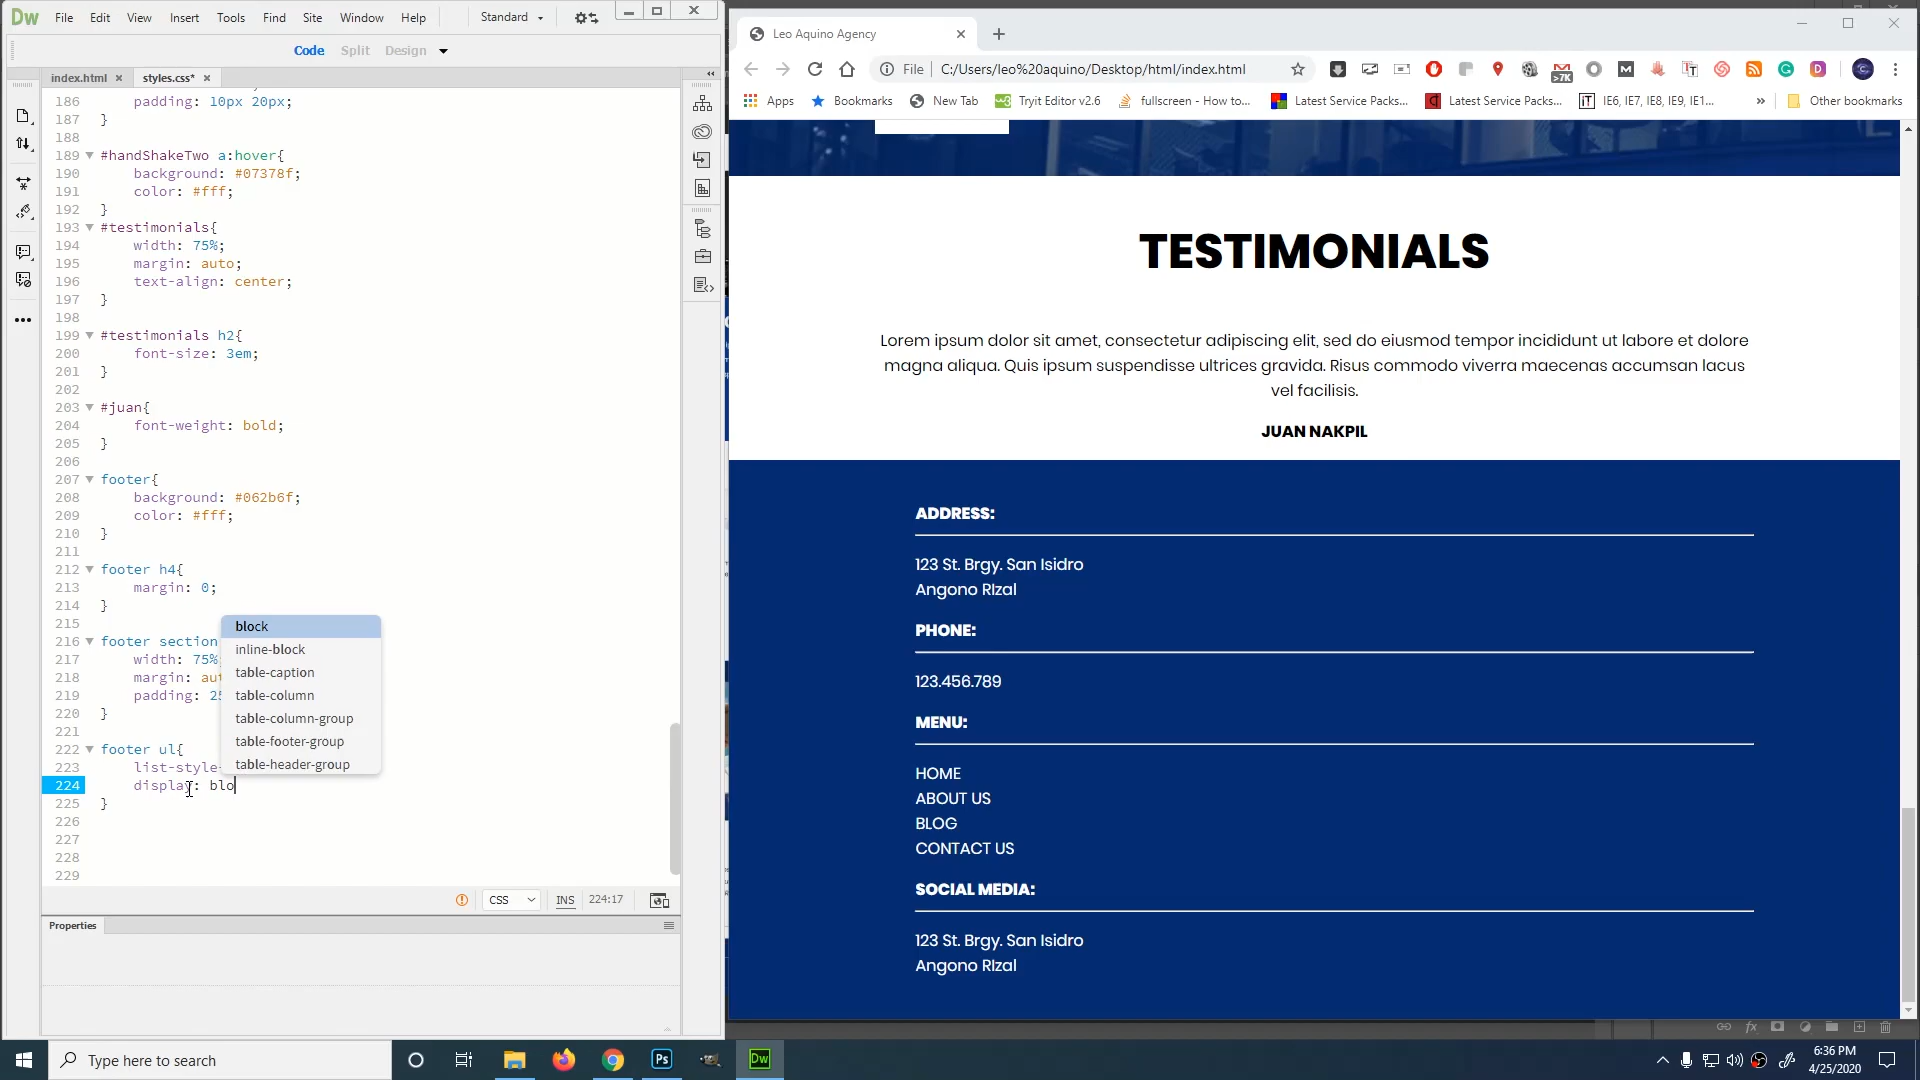 Dw File Edit View Insert Tools Find Site Window Help Standard
Code Split Design
index.html styles.css*
186 padding: 10px 20px;
187 }
188
189 #handShakeTwo a:hover{
190 background: #07378f;
191 color: #fff;
192 }
193 #testimonials{
194 width: 75%;
195 margin: auto;
196 text-align: center;
197 }
198
199 #testimonials h2{
200 font-size: 3em;
201 }
202
203 #juan{
204 font-weight: bold;
205 }
206
207 footer{
208 background: #062b6f;
209 color: #fff;
210 }
211
212 footer h4{
213 margin: 0;
214 }
215
216 footer section
217 width: 75%
218 margin: au
219 padding: 2
220 }
221
222 footer ul{
223 list-style-
224 display: blo
225 }
226
227
228
229
block
inline-block
table-caption
table-column
table-column-group
table-footer-group
table-header-group
CSS INS 224:17
Properties
Leo Aquino Agency
File C:/Users/leo%20aquino/Desktop/html/index.html
>7K
Apps Bookmarks New Tab Tryit Editor v2.6 fullscreen - How to... Latest Service Packs... Latest Service Packs... IE6, IE7, IE8, IE9, IE1... » Other bookmarks
TESTIMONIALS
Lorem ipsum dolor sit amet, consectetur adipiscing elit, sed do eiusmod tempor incididunt ut labore et dolore
magna aliqua. Quis ipsum suspendisse ultrices gravida. Risus commodo viverra maecenas accumsan lacus
vel facilisis.
JUAN NAKPIL
ADDRESS:
123 St. Brgy. San Isidro
Angono RIzal
PHONE:
123.456.789
MENU:
HOME
ABOUT US
BLOG
CONTACT US
SOCIAL MEDIA:
123 St. Brgy. San Isidro
Angono RIzal
Type here to search
Ps
Dw
6:36 PM
4/25/2020